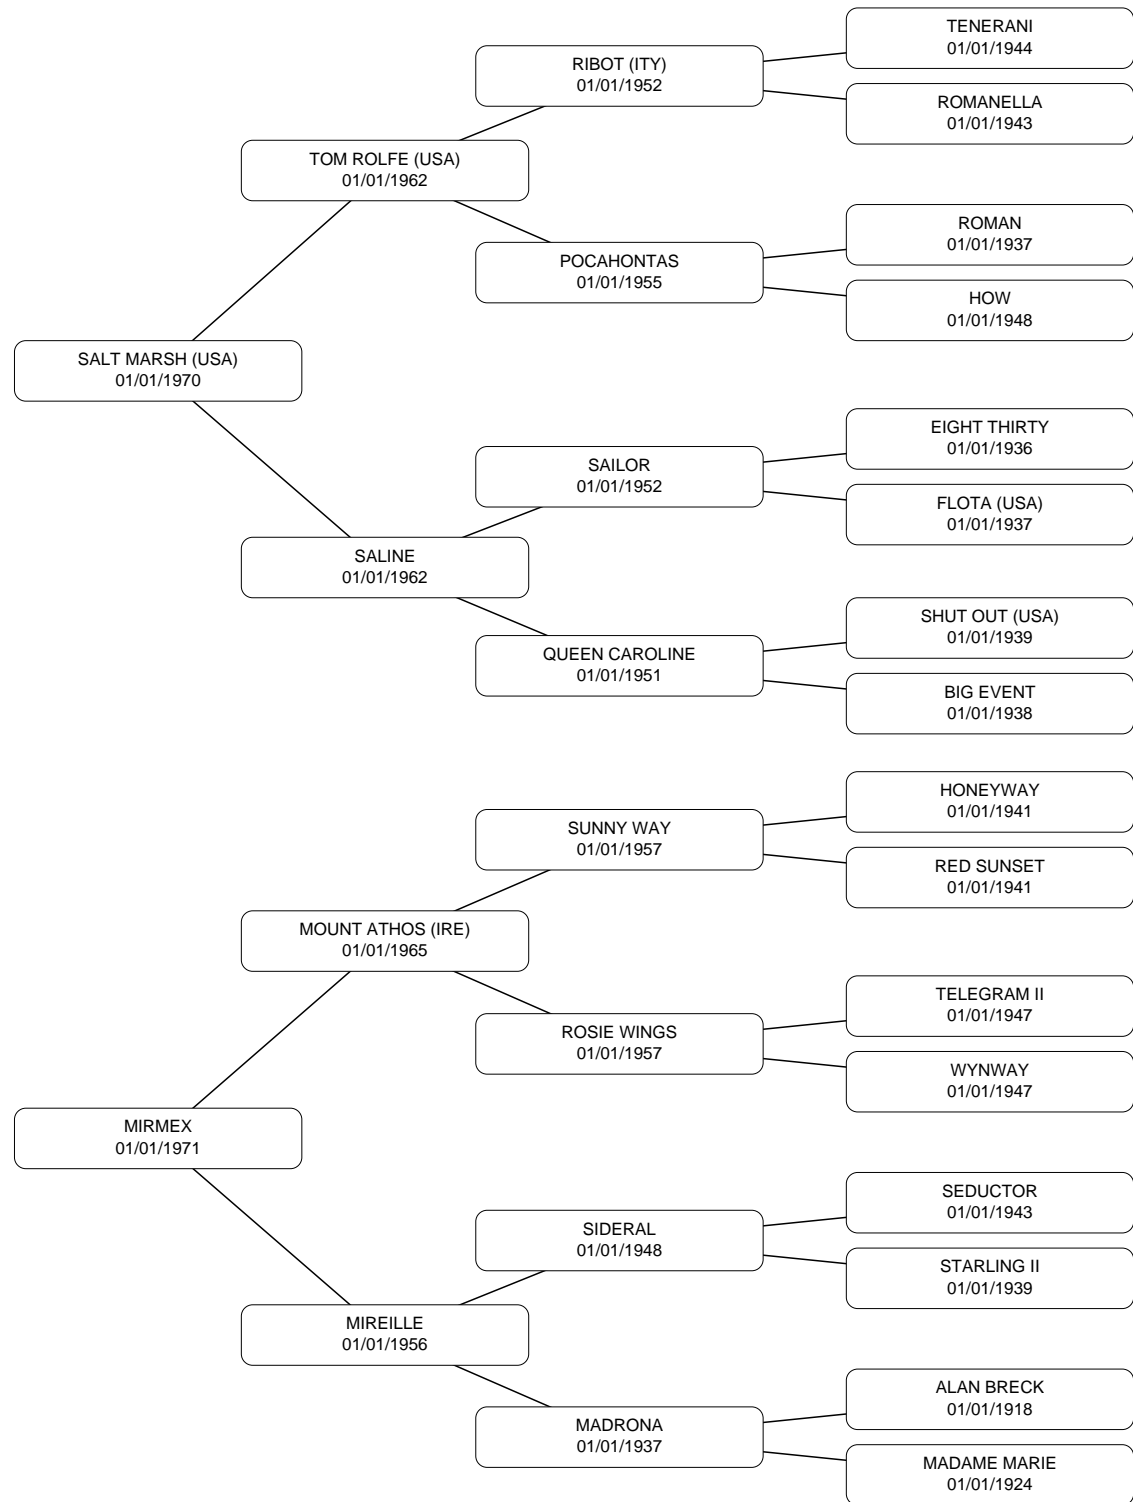 TENERANI
01/01/1944
RIBOT (ITY)
01/01/1952
ROMANELLA
01/01/1943
TOM ROLFE (USA)
01/01/1962
ROMAN
01/01/1937
POCAHONTAS
01/01/1955
HOW
01/01/1948
SALT MARSH (USA)
01/01/1970
EIGHT THIRTY
01/01/1936
SAILOR
01/01/1952
FLOTA (USA)
01/01/1937
SALINE
01/01/1962
SHUT OUT (USA)
01/01/1939
QUEEN CAROLINE
01/01/1951
BIG EVENT
01/01/1938
HONEYWAY
01/01/1941
SUNNY WAY
01/01/1957
RED SUNSET
01/01/1941
MOUNT ATHOS (IRE)
01/01/1965
TELEGRAM II
01/01/1947
ROSIE WINGS
01/01/1957
WYNWAY
01/01/1947
MIRMEX
01/01/1971
SEDUCTOR
01/01/1943
SIDERAL
01/01/1948
STARLING II
01/01/1939
MIREILLE
01/01/1956
ALAN BRECK
01/01/1918
MADRONA
01/01/1937
MADAME MARIE
01/01/1924